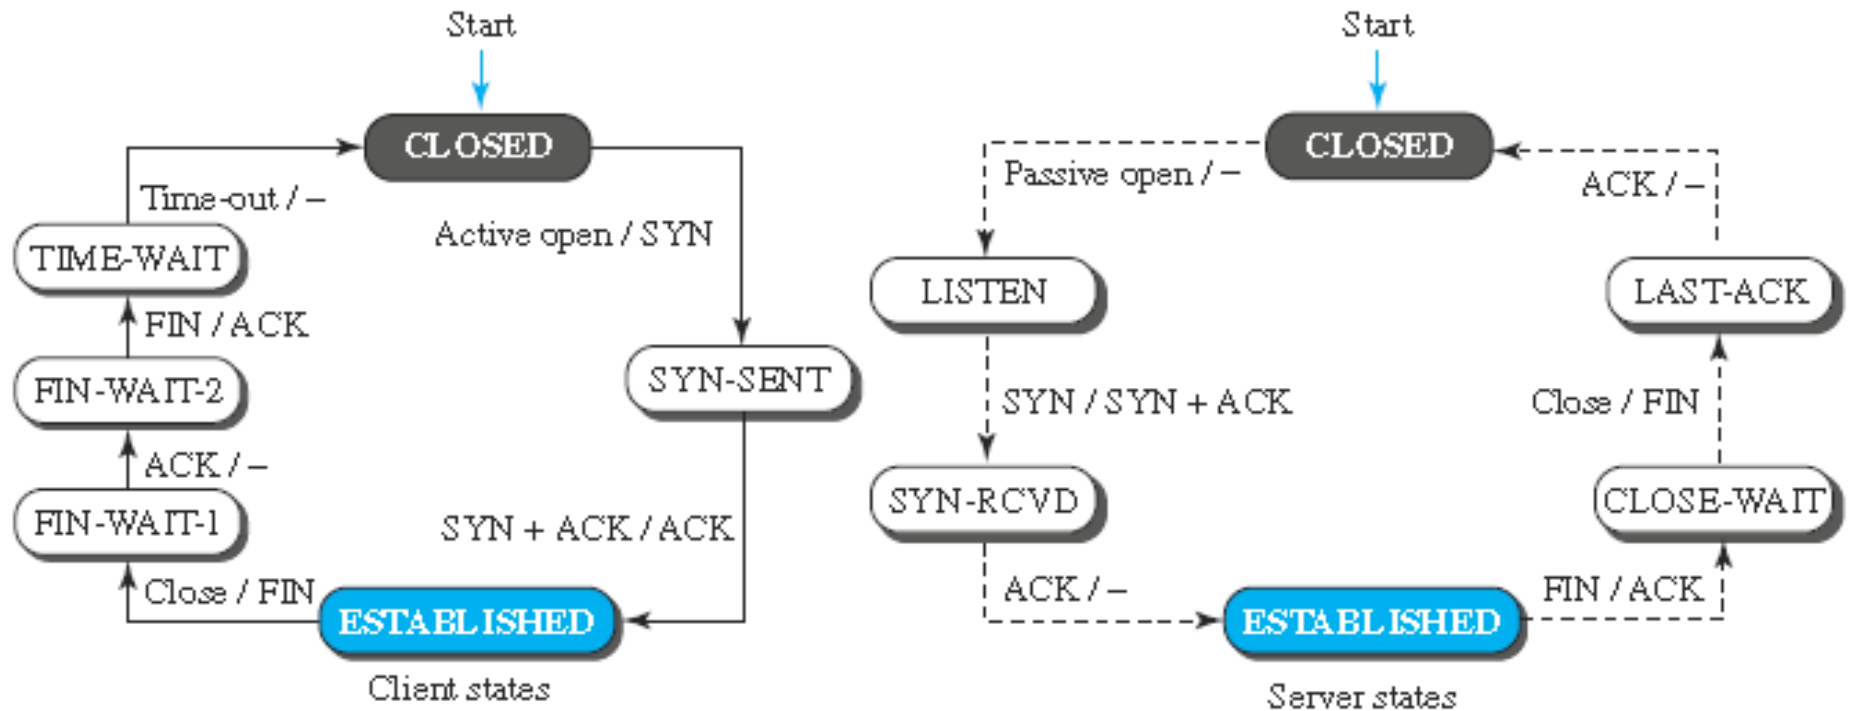 Start
CLOSED
Time-out / –
Active open / SYN
TIME-WAIT
FIN / ACK
FIN-WAIT-2
SYN-SENT
ACK / –
FIN-WAIT-1
SYN + ACK / ACK
Close / FIN
ESTABLISHED
Client states
Start
CLOSED
Passive open / –
ACK / –
LISTEN
LAST-ACK
SYN / SYN + ACK
Close / FIN
SYN-RCVD
CLOSE-WAIT
ACK / –
FIN / ACK
ESTABLISHED
Server states